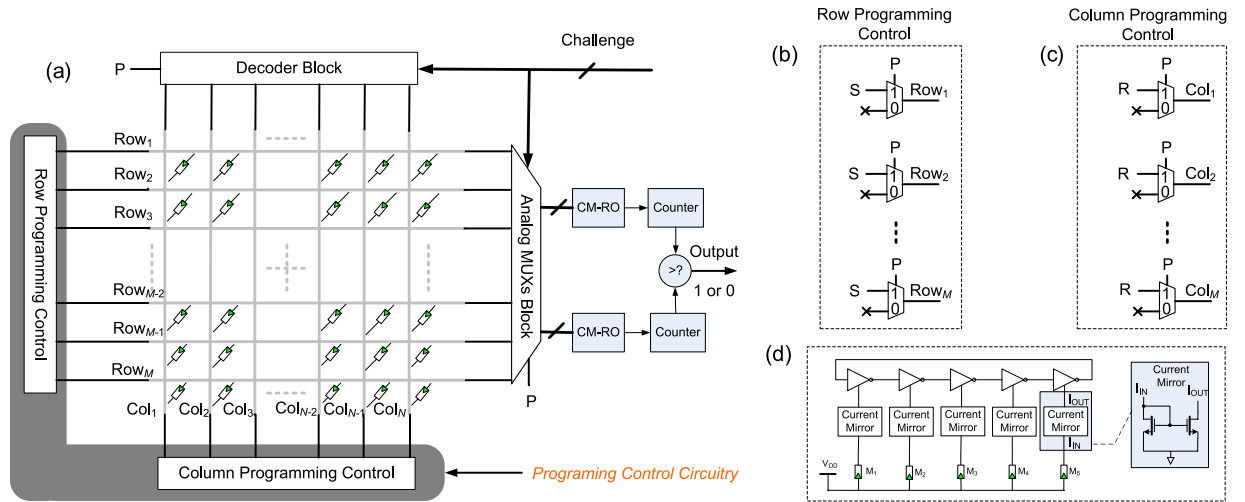 (a)
Challenge
P
Decoder Block
Row Programming Control
Row1
Row2
Row3
RowM-2
RowM-1
RowM
Col1
Col2
Col3
ColN-2
ColN-1
ColN
Analog MUXs Block
P
CM-RO
Counter
>?
Output
1 or 0
CM-RO
Counter
Column Programming Control
Programing Control Circuitry
Row Programming
Control
(b)
P
S
1
0
Row1
P
S
1
0
Row2
P
S
1
0
RowM
Column Programming
Control
(c)
P
R
1
0
Col1
P
R
1
0
Col2
P
R
1
0
ColM
(d)
Current
Mirror
Current
Mirror
Current
Mirror
Current
Mirror
IOUT
Current
Mirror
IIN
VDD
M1
M2
M3
M4
M5
Current
Mirror
IIN
IOUT